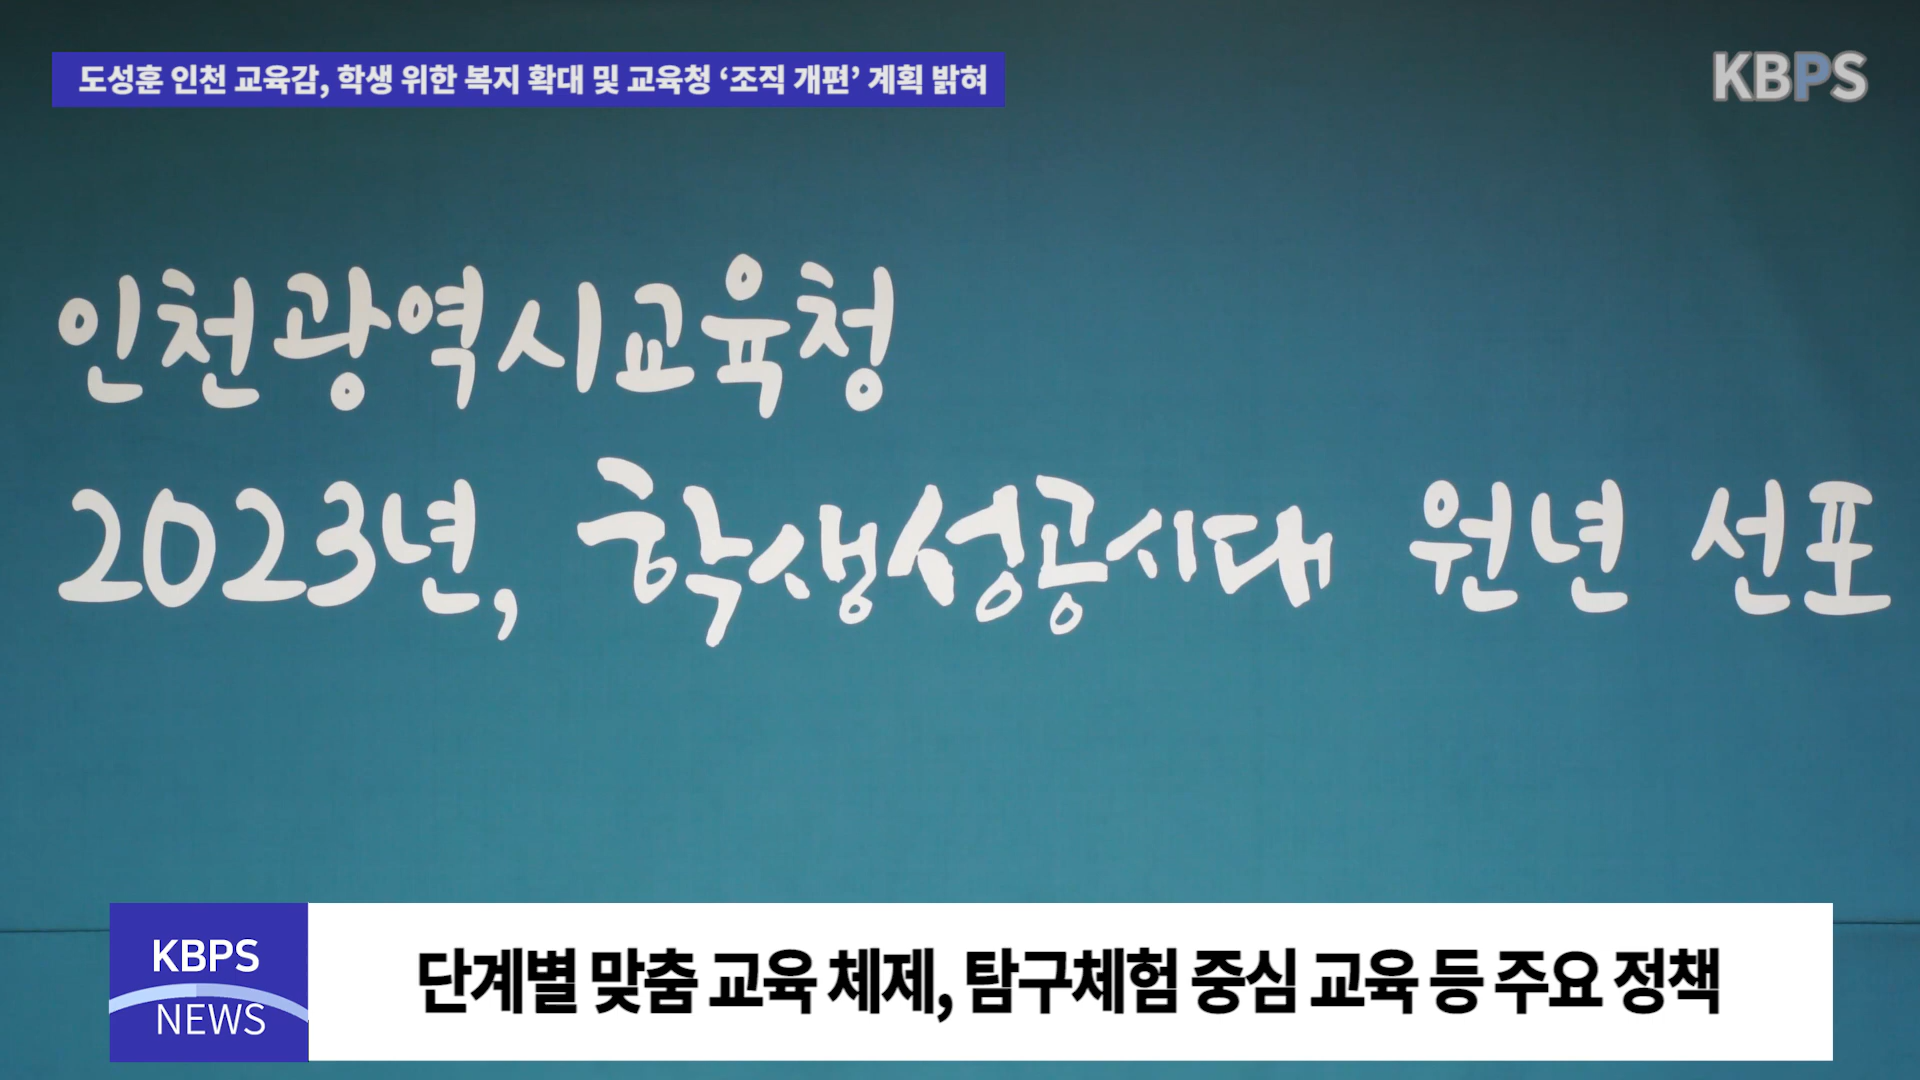 도성훈 인천 교육감, 학생 위한 복지 확대 및 교육청 ‘조직 개편’ 계획 밝혀
KBPS
인천광역시교육청
2023년, 학생성공시대 원년 선포
KBPS
NEWS
단계별 맞춤 교육 체제, 탐구체험 중심 교육 등 주요 정책